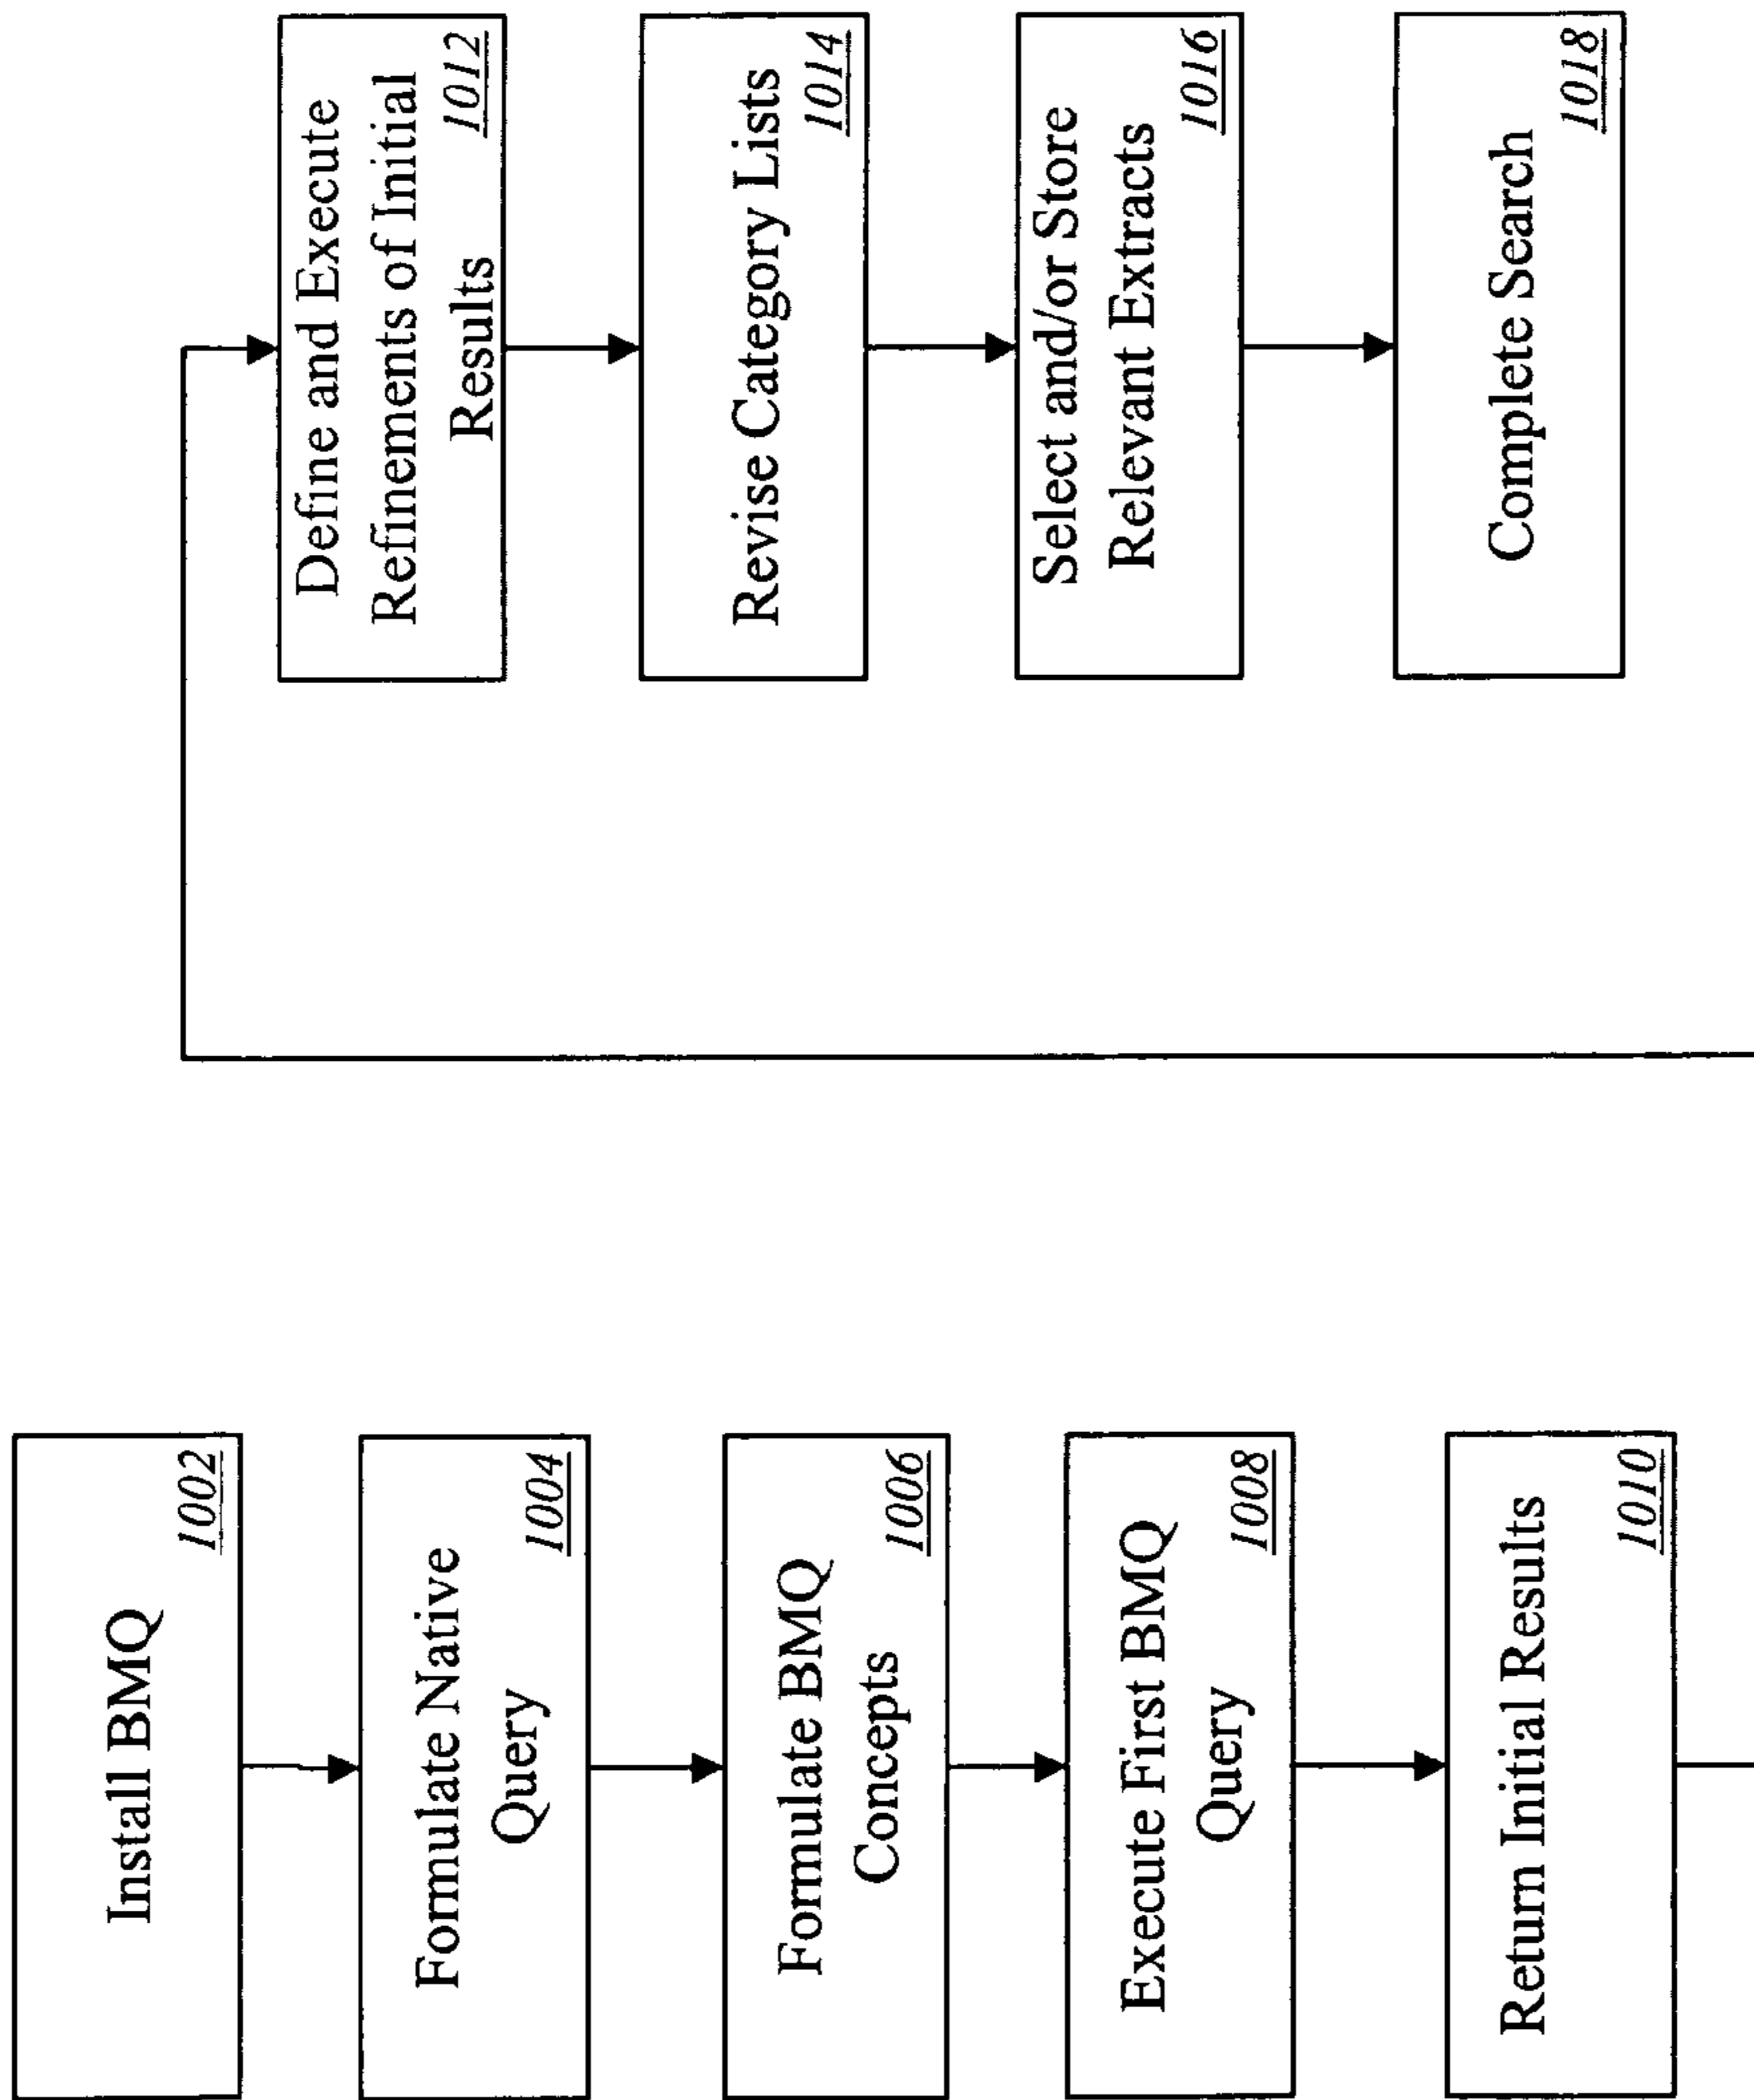 Install BMQ
1002
Formulate Native
Query
1004
Formulate BMQ
Concepts
1006
Execute First BMQ
Query
1008
Return Initial Results
1010
Define and Execute
Refinements of Initial
Results
1012
Revise Category Lists
1014
Select and/or Store
Relevant Extracts
1016
Complete Search
1018